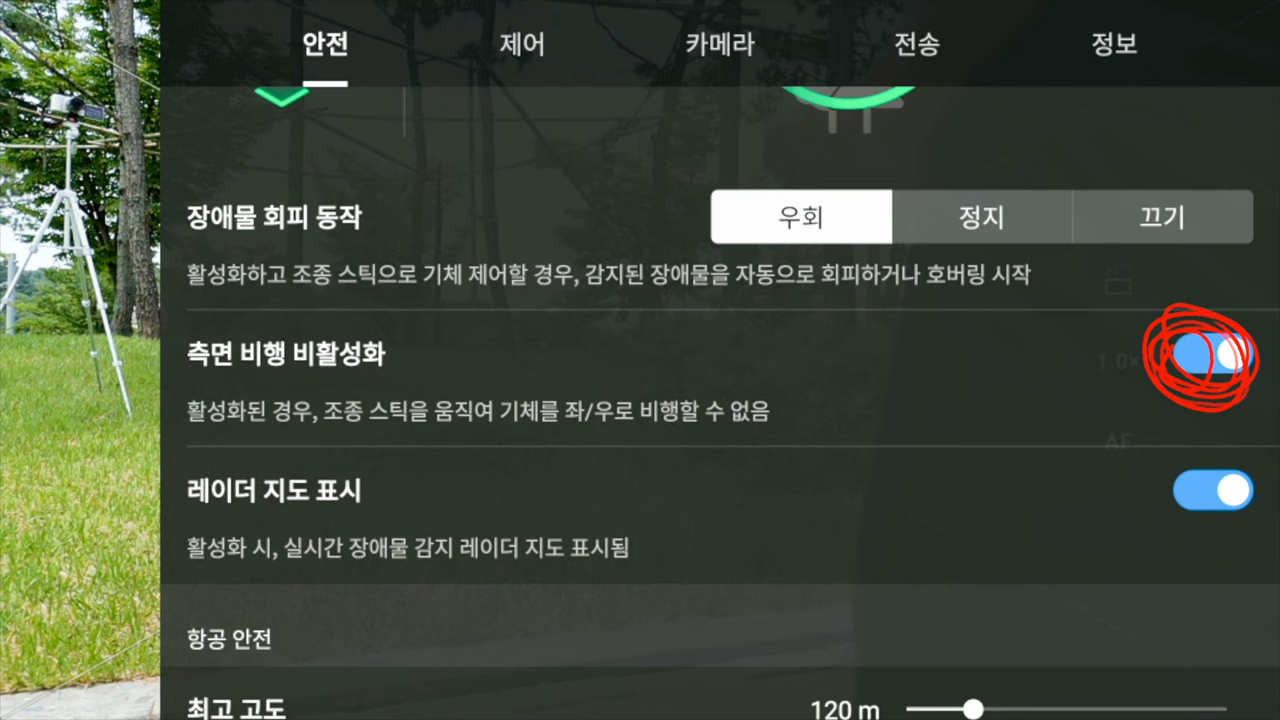 안전 제어 카메라 전송 정보
장애물 회피 동작 우회 정지 끄기
활성화하고 조종 스틱으로 기체 제어할 경우, 감지된 장애물을 자동으로 회피하거나 호버링 시작
측면 비행 비활성화
1.0×
활성화된 경우, 조종 스틱을 움직여 기체를 좌/우로 비행할 수 없음
AF
레이더 지도 표시
활성화 시, 실시간 장애물 감지 레이더 지도 표시됨
항공 안전
최고 고도 120 m